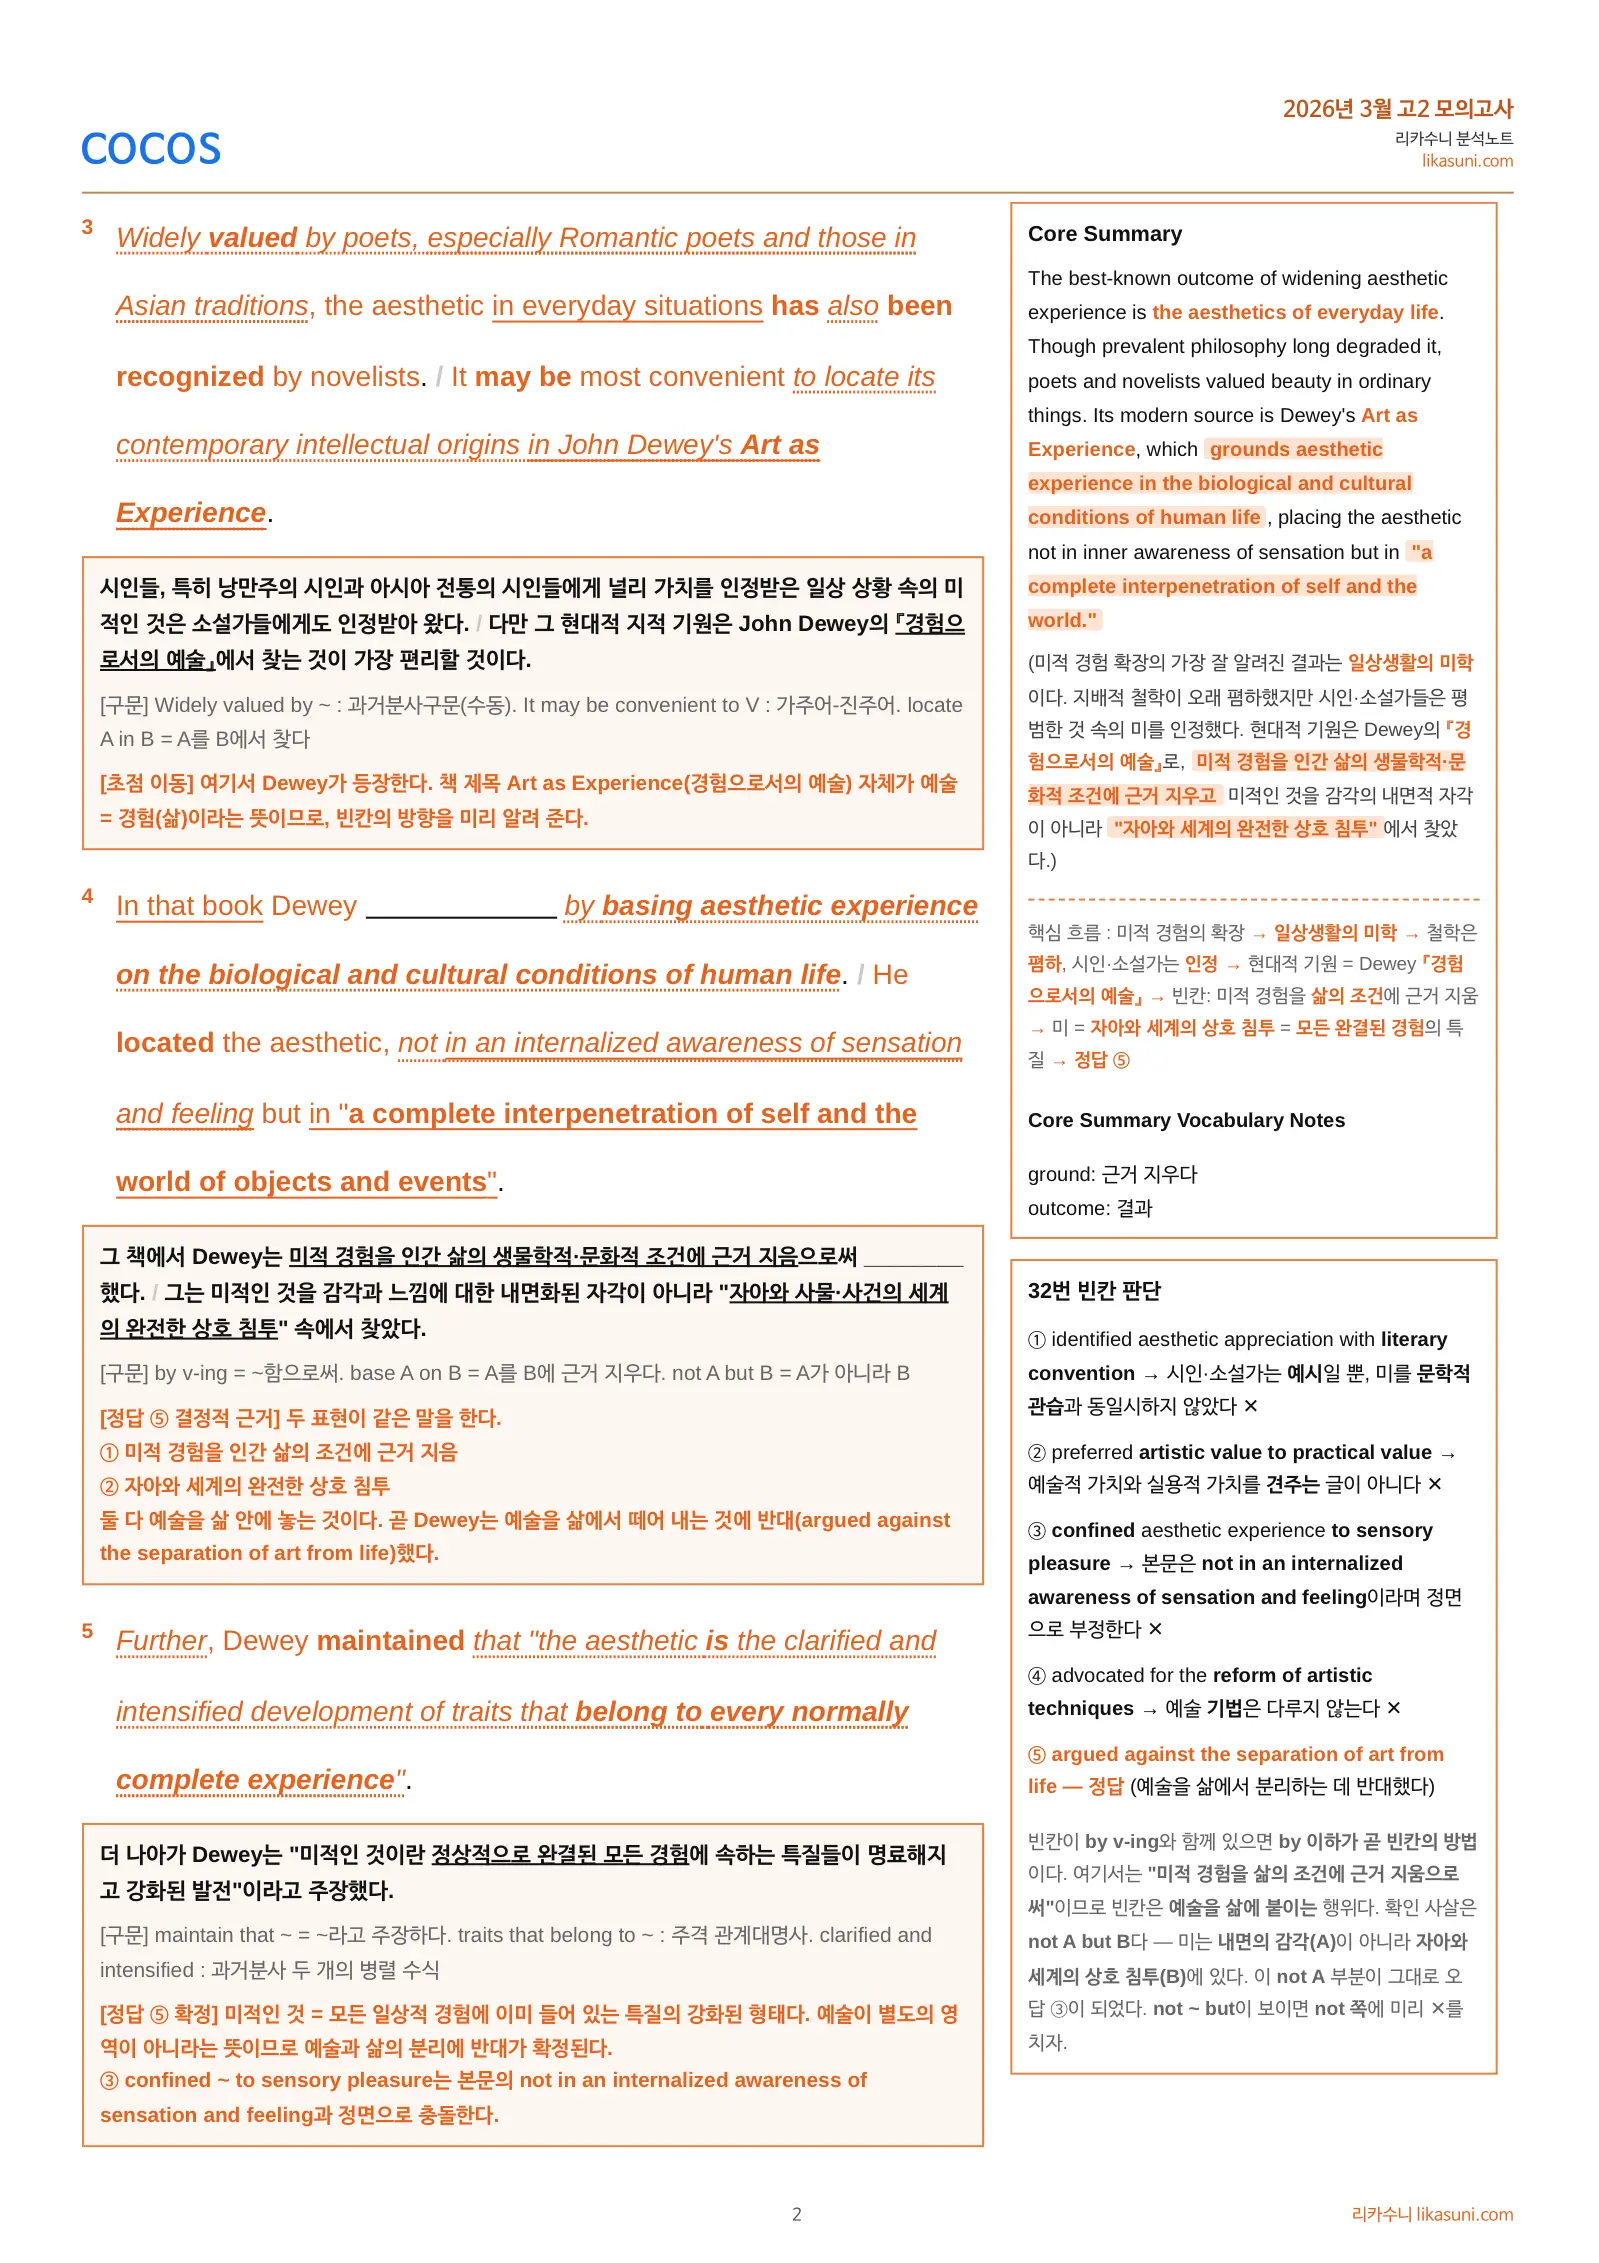 cocos
2026년 3월 고2 모의고사
리카수니 분석노트
likasuni.com
3 Widely valued by poets, especially Romantic poets and those in
Asian traditions, the aesthetic in everyday situations has also been
recognized by novelists. / It may be most convenient to locate its
contemporary intellectual origins in John Dewey's Art as
Experience.
시인들, 특히 낭만주의 시인과 아시아 전통의 시인들에게 널리 가치를 인정받은 일상 상황 속의 미
적인 것은 소설가들에게도 인정받아 왔다. / 다만 그 현대적 지적 기원은 John Dewey의 『경험으
로서의 예술』에서 찾는 것이 가장 편리할 것이다.
[구문] Widely valued by ~ : 과거분사구문(수동). It may be convenient to V : 가주어-진주어. locate
A in B = A를 B에서 찾다
[초점 이동] 여기서 Dewey가 등장한다. 책 제목 Art as Experience(경험으로서의 예술) 자체가 예술
= 경험(삶)이라는 뜻이므로, 빈칸의 방향을 미리 알려 준다.
4 In that book Dewey ____________ by basing aesthetic experience
on the biological and cultural conditions of human life. / He
located the aesthetic, not in an internalized awareness of sensation
and feeling but in "a complete interpenetration of self and the
world of objects and events".
그 책에서 Dewey는 미적 경험을 인간 삶의 생물학적·문화적 조건에 근거 지음으로써 ________
했다. / 그는 미적인 것을 감각과 느낌에 대한 내면화된 자각이 아니라 "자아와 사물·사건의 세계
의 완전한 상호 침투" 속에서 찾았다.
[구문] by v-ing = ~함으로써. base A on B = A를 B에 근거 지우다. not A but B = A가 아니라 B
[정답 ⑤ 결정적 근거] 두 표현이 같은 말을 한다.
① 미적 경험을 인간 삶의 조건에 근거 지음
② 자아와 세계의 완전한 상호 침투
둘 다 예술을 삶 안에 놓는 것이다. 곧 Dewey는 예술을 삶에서 떼어 내는 것에 반대(argued against
the separation of art from life)했다.
5 Further, Dewey maintained that "the aesthetic is the clarified and
intensified development of traits that belong to every normally
complete experience".
더 나아가 Dewey는 "미적인 것이란 정상적으로 완결된 모든 경험에 속하는 특질들이 명료해지
고 강화된 발전"이라고 주장했다.
[구문] maintain that ~ = ~라고 주장하다. traits that belong to ~ : 주격 관계대명사. clarified and
intensified : 과거분사 두 개의 병렬 수식
[정답 ⑤ 확정] 미적인 것 = 모든 일상적 경험에 이미 들어 있는 특질의 강화된 형태다. 예술이 별도의 영
역이 아니라는 뜻이므로 예술과 삶의 분리에 반대가 확정된다.
③ confined ~ to sensory pleasure는 본문의 not in an internalized awareness of
sensation and feeling과 정면으로 충돌한다.
Core Summary
The best-known outcome of widening aesthetic
experience is the aesthetics of everyday life.
Though prevalent philosophy long degraded it,
poets and novelists valued beauty in ordinary
things. Its modern source is Dewey's Art as
Experience, which grounds aesthetic
experience in the biological and cultural
conditions of human life, placing the aesthetic
not in inner awareness of sensation but in "a
complete interpenetration of self and the
world."
(미적 경험 확장의 가장 잘 알려진 결과는 일상생활의 미학
이다. 지배적 철학이 오래 폄하했지만 시인·소설가들은 평
범한 것 속의 미를 인정했다. 현대적 기원은 Dewey의 『경
험으로서의 예술』로, 미적 경험을 인간 삶의 생물학적·문
화적 조건에 근거 지우고 미적인 것을 감각의 내면적 자각
이 아니라 "자아와 세계의 완전한 상호 침투"에서 찾았
다.)
핵심 흐름 : 미적 경험의 확장 → 일상생활의 미학 → 철학은
폄하, 시인·소설가는 인정 → 현대적 기원 = Dewey 『경험
으로서의 예술』 → 빈칸: 미적 경험을 삶의 조건에 근거 지움
→ 미 = 자아와 세계의 상호 침투 = 모든 완결된 경험의 특
질 → 정답 ⑤
Core Summary Vocabulary Notes
ground: 근거 지우다
outcome: 결과
32번 빈칸 판단
① identified aesthetic appreciation with literary
convention → 시인·소설가는 예시일 뿐, 미를 문학적
관습과 동일시하지 않았다 ✕
② preferred artistic value to practical value →
예술적 가치와 실용적 가치를 견주는 글이 아니다 ✕
③ confined aesthetic experience to sensory
pleasure → 본문은 not in an internalized
awareness of sensation and feeling이라며 정면
으로 부정한다 ✕
④ advocated for the reform of artistic
techniques → 예술 기법은 다루지 않는다 ✕
⑤ argued against the separation of art from
life — 정답 (예술을 삶에서 분리하는 데 반대했다)
빈칸이 by v-ing와 함께 있으면 by 이하가 곧 빈칸의 방법
이다. 여기서는 "미적 경험을 삶의 조건에 근거 지움으로
써"이므로 빈칸은 예술을 삶에 붙이는 행위다. 확인 사살은
not A but B다 — 미는 내면의 감각(A)이 아니라 자아와
세계의 상호 침투(B)에 있다. 이 not A 부분이 그대로 오
답 ③이 되었다. not ~ but이 보이면 not 쪽에 미리 ✕를
치자.
2
리카수니 likasuni.com